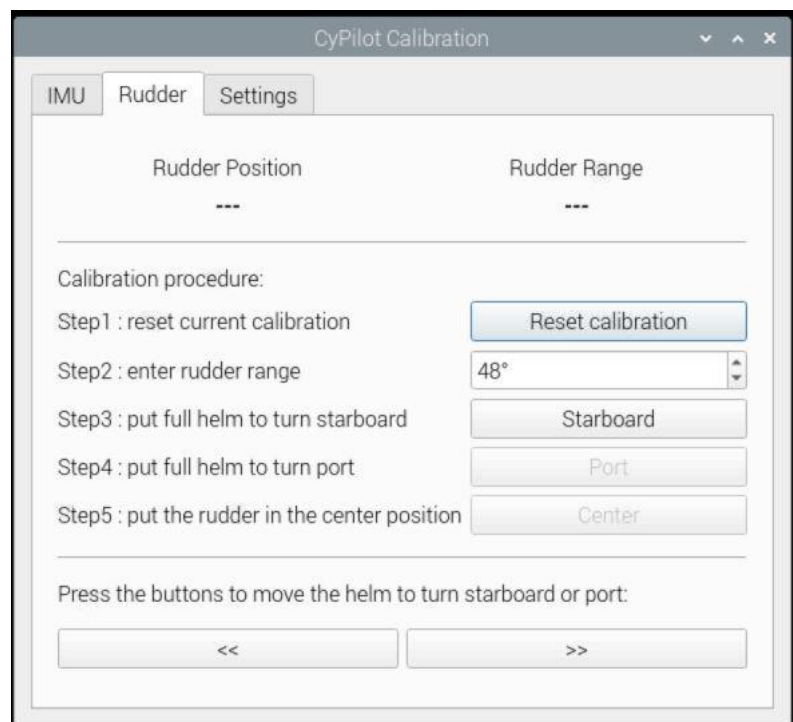 CyPilot Calibration
IMU Rudder Settings
Rudder Position Rudder Range
--- ---
Calibration procedure:
Step1 : reset current calibration Reset calibration
Step2 : enter rudder range 48°
Step3 : put full helm to turn starboard Starboard
Step4 : put full helm to turn port Port
Step5 : put the rudder in the center position Center
Press the buttons to move the helm to turn starboard or port:
<< >>